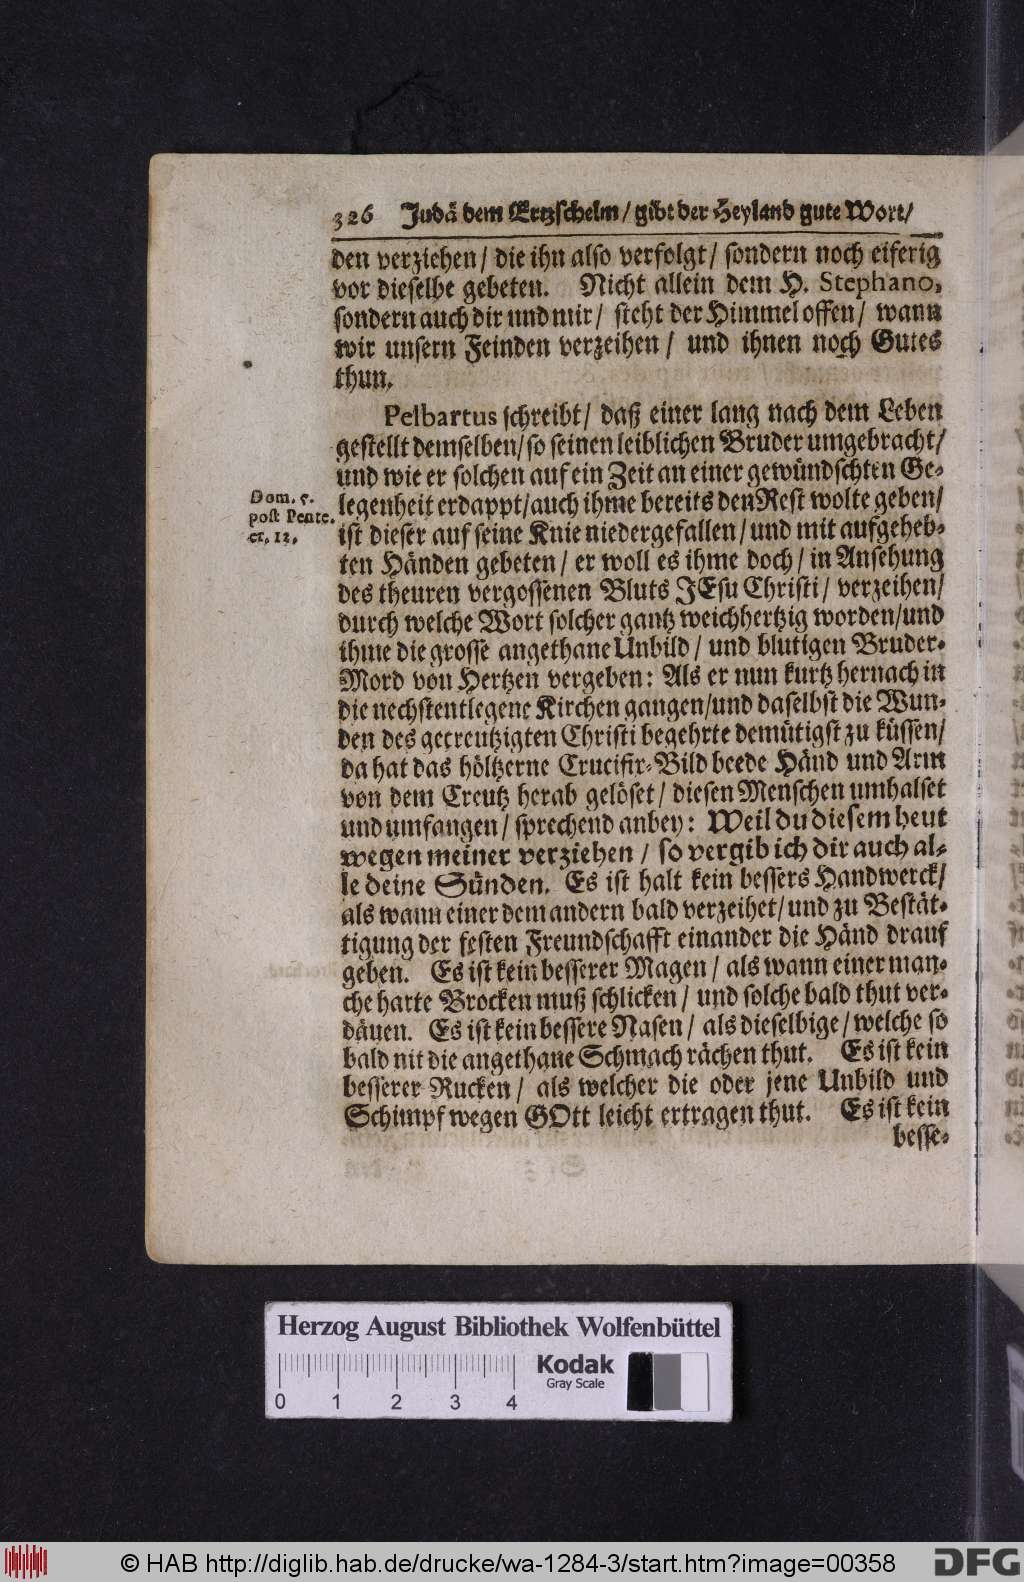 326 Judä dem Ertzschelm / gibt der Heyland gute Wort /
den verziehen / die ihn also verfolgt / sondern noch eiferig
vor dieselbe gebeten. Nicht allein dem H. Stephano,
sondern auch dir und mir / steht der Himmel offen / wann
wir unsern Feinden verzeihen / und ihnen noch Gutes
thun.
Pelbartus schreibt / daß einer lang nach dem Leben
gestellt demselben / so seinen leiblichen Bruder umgebracht /
und wie er solchen auf ein Zeit an einer gewündschten Ge-
legenheit erdappt / auch ihme bereits den Rest wolte geben /
Dom. 5.
post Pente.
er. 12.
ist dieser auf seine Knie niedergefallen / und mit aufgeheb-
ten Händen gebeten / er woll es ihme doch / in Ansehung
des theuren vergossenen Bluts JEsu Christi / verzeihen /
durch welche Wort solcher gantz weichhertzig worden / und
ihme die grosse angethane Unbild / und blutigen Bruder-
Mord von Hertzen vergeben: Als er nun kurtz hernach in
die nechstentlegene Kirchen gangen / und daselbst die Wun-
den des gecreutzigten Christi begehrte demütigst zu küssen /
da hat das höltzerne Crucifix-Bild beede Händ und Arm
von dem Creutz herab gelöset / diesen Menschen umhalset
und umfangen / sprechend anbey: Weil du diesem heut
wegen meiner verziehen / so vergib ich dir auch al-
le deine Sünden. Es ist halt kein bessers Handwerck /
als wann einer dem andern bald verzeihet / und zu Bestät-
tigung der festen Freundschafft einander die Händ drauf
geben. Es ist kein besserer Magen / als wann einer man-
che harte Brocken muß schlicken / und solche bald thut ver-
däuen. Es ist kein bessere Nasen / als dieselbige / welche so
bald nit die angethane Schmach rächen thut. Es ist kein
besserer Rucken / als welcher die oder jene Unbild und
Schimpf wegen GOtt leicht ertragen thut. Es ist kein
besse-
Herzog August Bibliothek Wolfenbüttel
Kodak
Gray Scale
0 1 2 3 4
© HAB http://diglib.hab.de/drucke/wa-1284-3/start.htm?image=00358
DFG